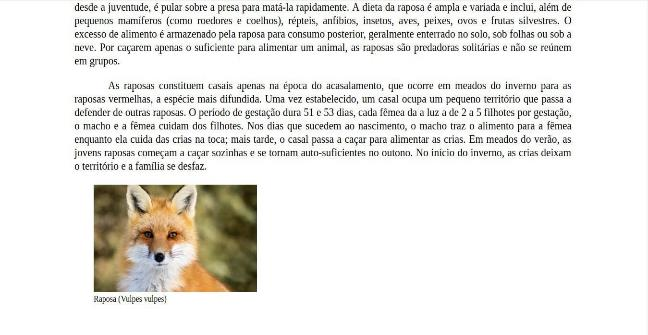 desde a juventude, é pular sobre a presa para matá-la rapidamente. A dieta da raposa é ampla e variada e inclui, além de
pequenos mamíferos (como roedores e coelhos), répteis, anfíbios, insetos, aves, peixes, ovos e frutas silvestres. O
excesso de alimento é armazenado pela raposa para consumo posterior, geralmente enterrado no solo, sob folhas ou sob a
neve. Por caçarem apenas o suficiente para alimentar um animal, as raposas são predadoras solitárias e não se reúnem
em grupos.
As raposas constituem casais apenas na época do acasalamento, que ocorre em meados do inverno para as
raposas vermelhas, a espécie mais difundida. Uma vez estabelecido, um casal ocupa um pequeno território que passa a
defender de outras raposas. O período de gestação dura 51 e 53 dias, cada fêmea da a luz a de 2 a 5 filhotes por gestação,
o macho e a fêmea cuidam dos filhotes. Nos dias que sucedem ao nascimento, o macho traz o alimento para a fêmea
enquanto ela cuida das crias na toca; mais tarde, o casal passa a caçar para alimentar as crias. Em meados do verão, as
jovens raposas começam a caçar sozinhas e se tornam auto-suficientes no outono. No início do inverno, as crias deixam
o território e a família se desfaz.
Raposa (Vulpes vulpes)